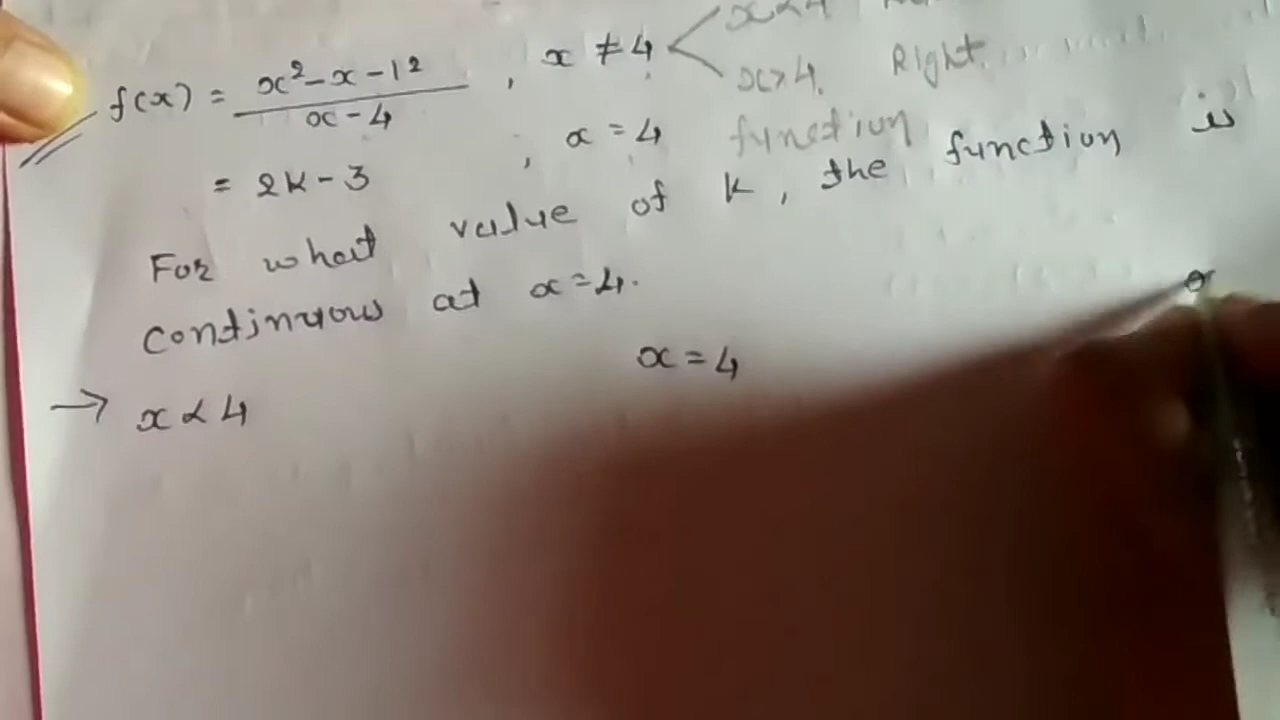 f(x) = x²-x-12 / x-4 , x ≠ 4 < x<4
x>4. Right
= 2k-3 , x = 4 function
For what value of k, the function is
continuous at x=4.
→ x<4 x=4